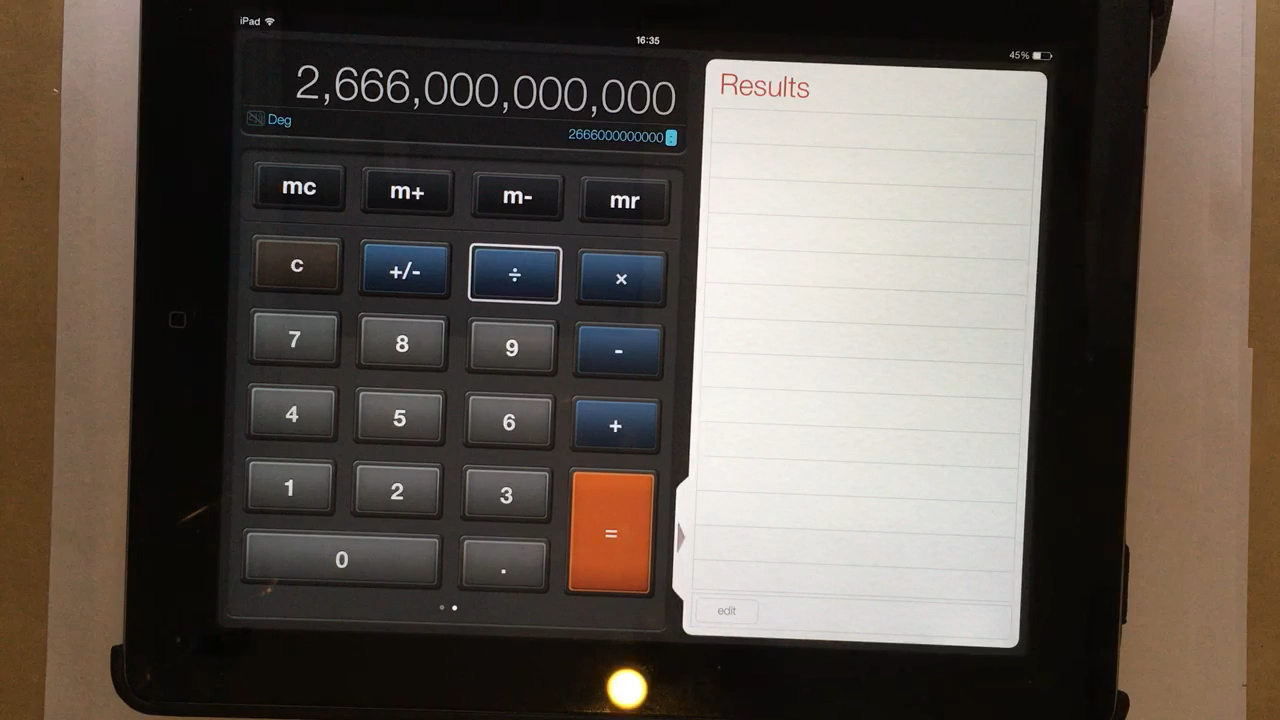 iPad
16:35
45%
2,666,000,000,000
Deg
2666000000000÷
mc m+ m- mr
c +/- ÷ ×
7 8 9 -
4 5 6 +
1 2 3 =
0 .
Results
edit